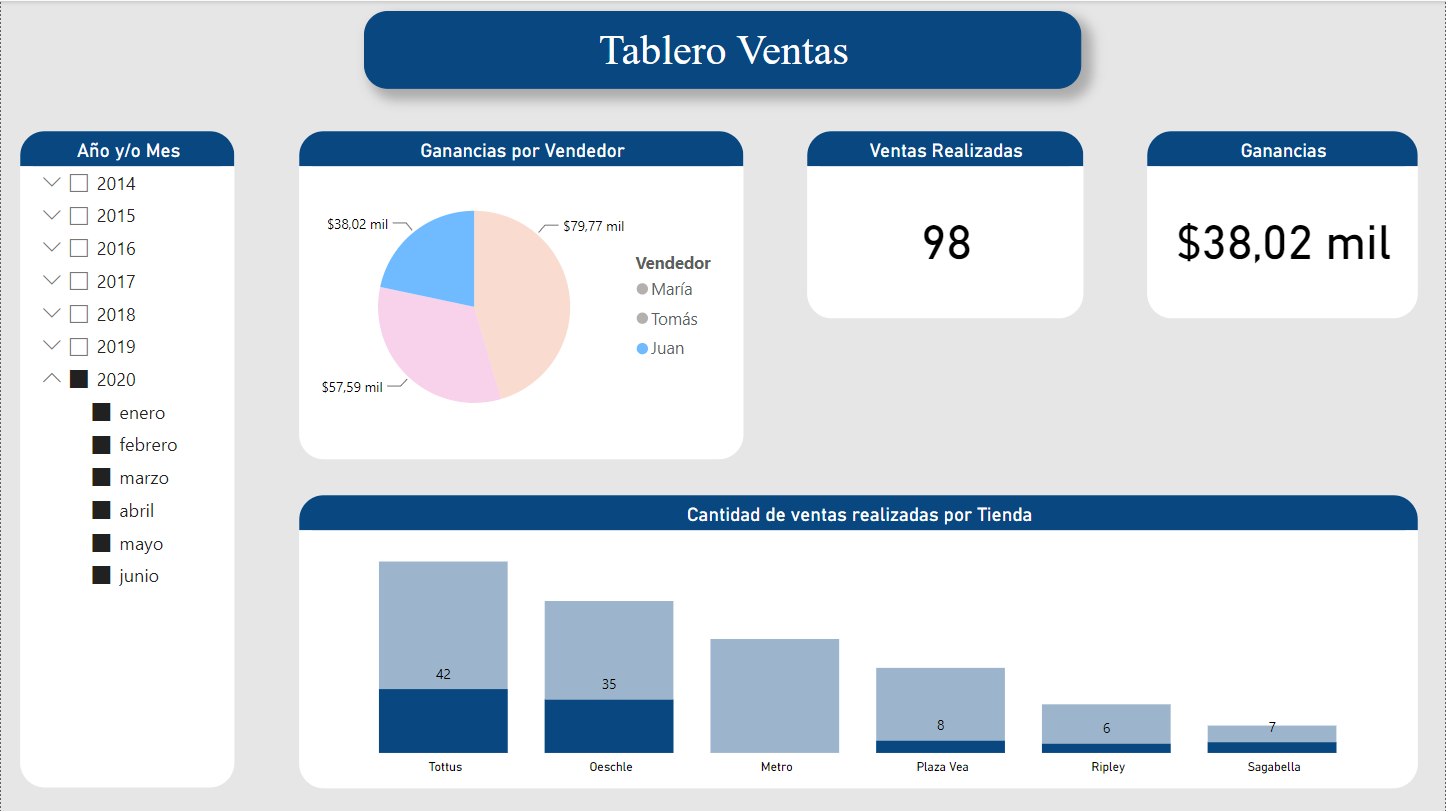 Tablero Ventas
Año y/o Mes
2014
2015
2016
2017
2018
2019
2020
enero
febrero
marzo
abril
mayo
junio
Ganancias por Vendedor
$38,02 mil
$79,77 mil
$57,59 mil
Vendedor
María
Tomás
Juan
Ventas Realizadas
98
Ganancias
$38,02 mil
Cantidad de ventas realizadas por Tienda
42
35
8
6
7
Tottus
Oeschle
Metro
Plaza Vea
Ripley
Sagabella